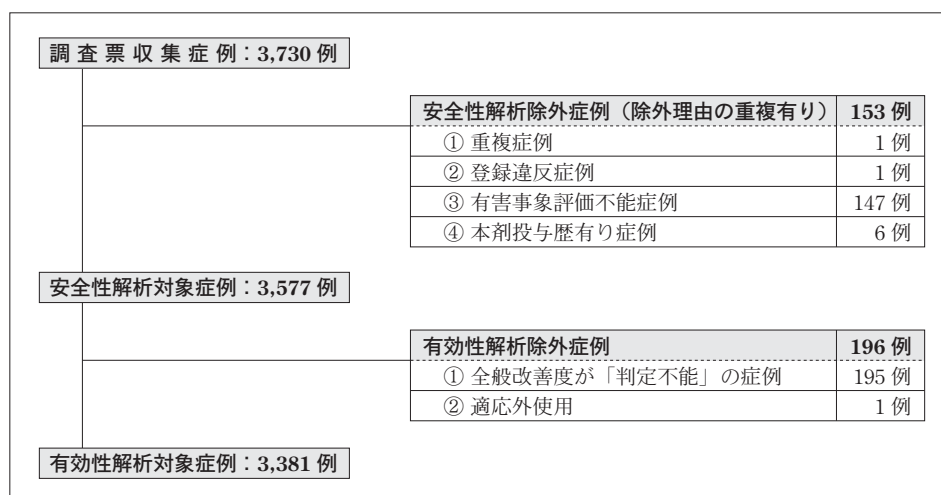 調査票収集症例：3,730 例
安全性解析除外症例（除外理由の重複有り） 153 例
① 重複症例 1 例
② 登録違反症例 1 例
③ 有害事象評価不能症例 147 例
④ 本剤投与歴有り症例 6 例
安全性解析対象症例：3,577 例
有効性解析除外症例 196 例
① 全般改善度が「判定不能」の症例 195 例
② 適応外使用 1 例
有効性解析対象症例：3,381 例